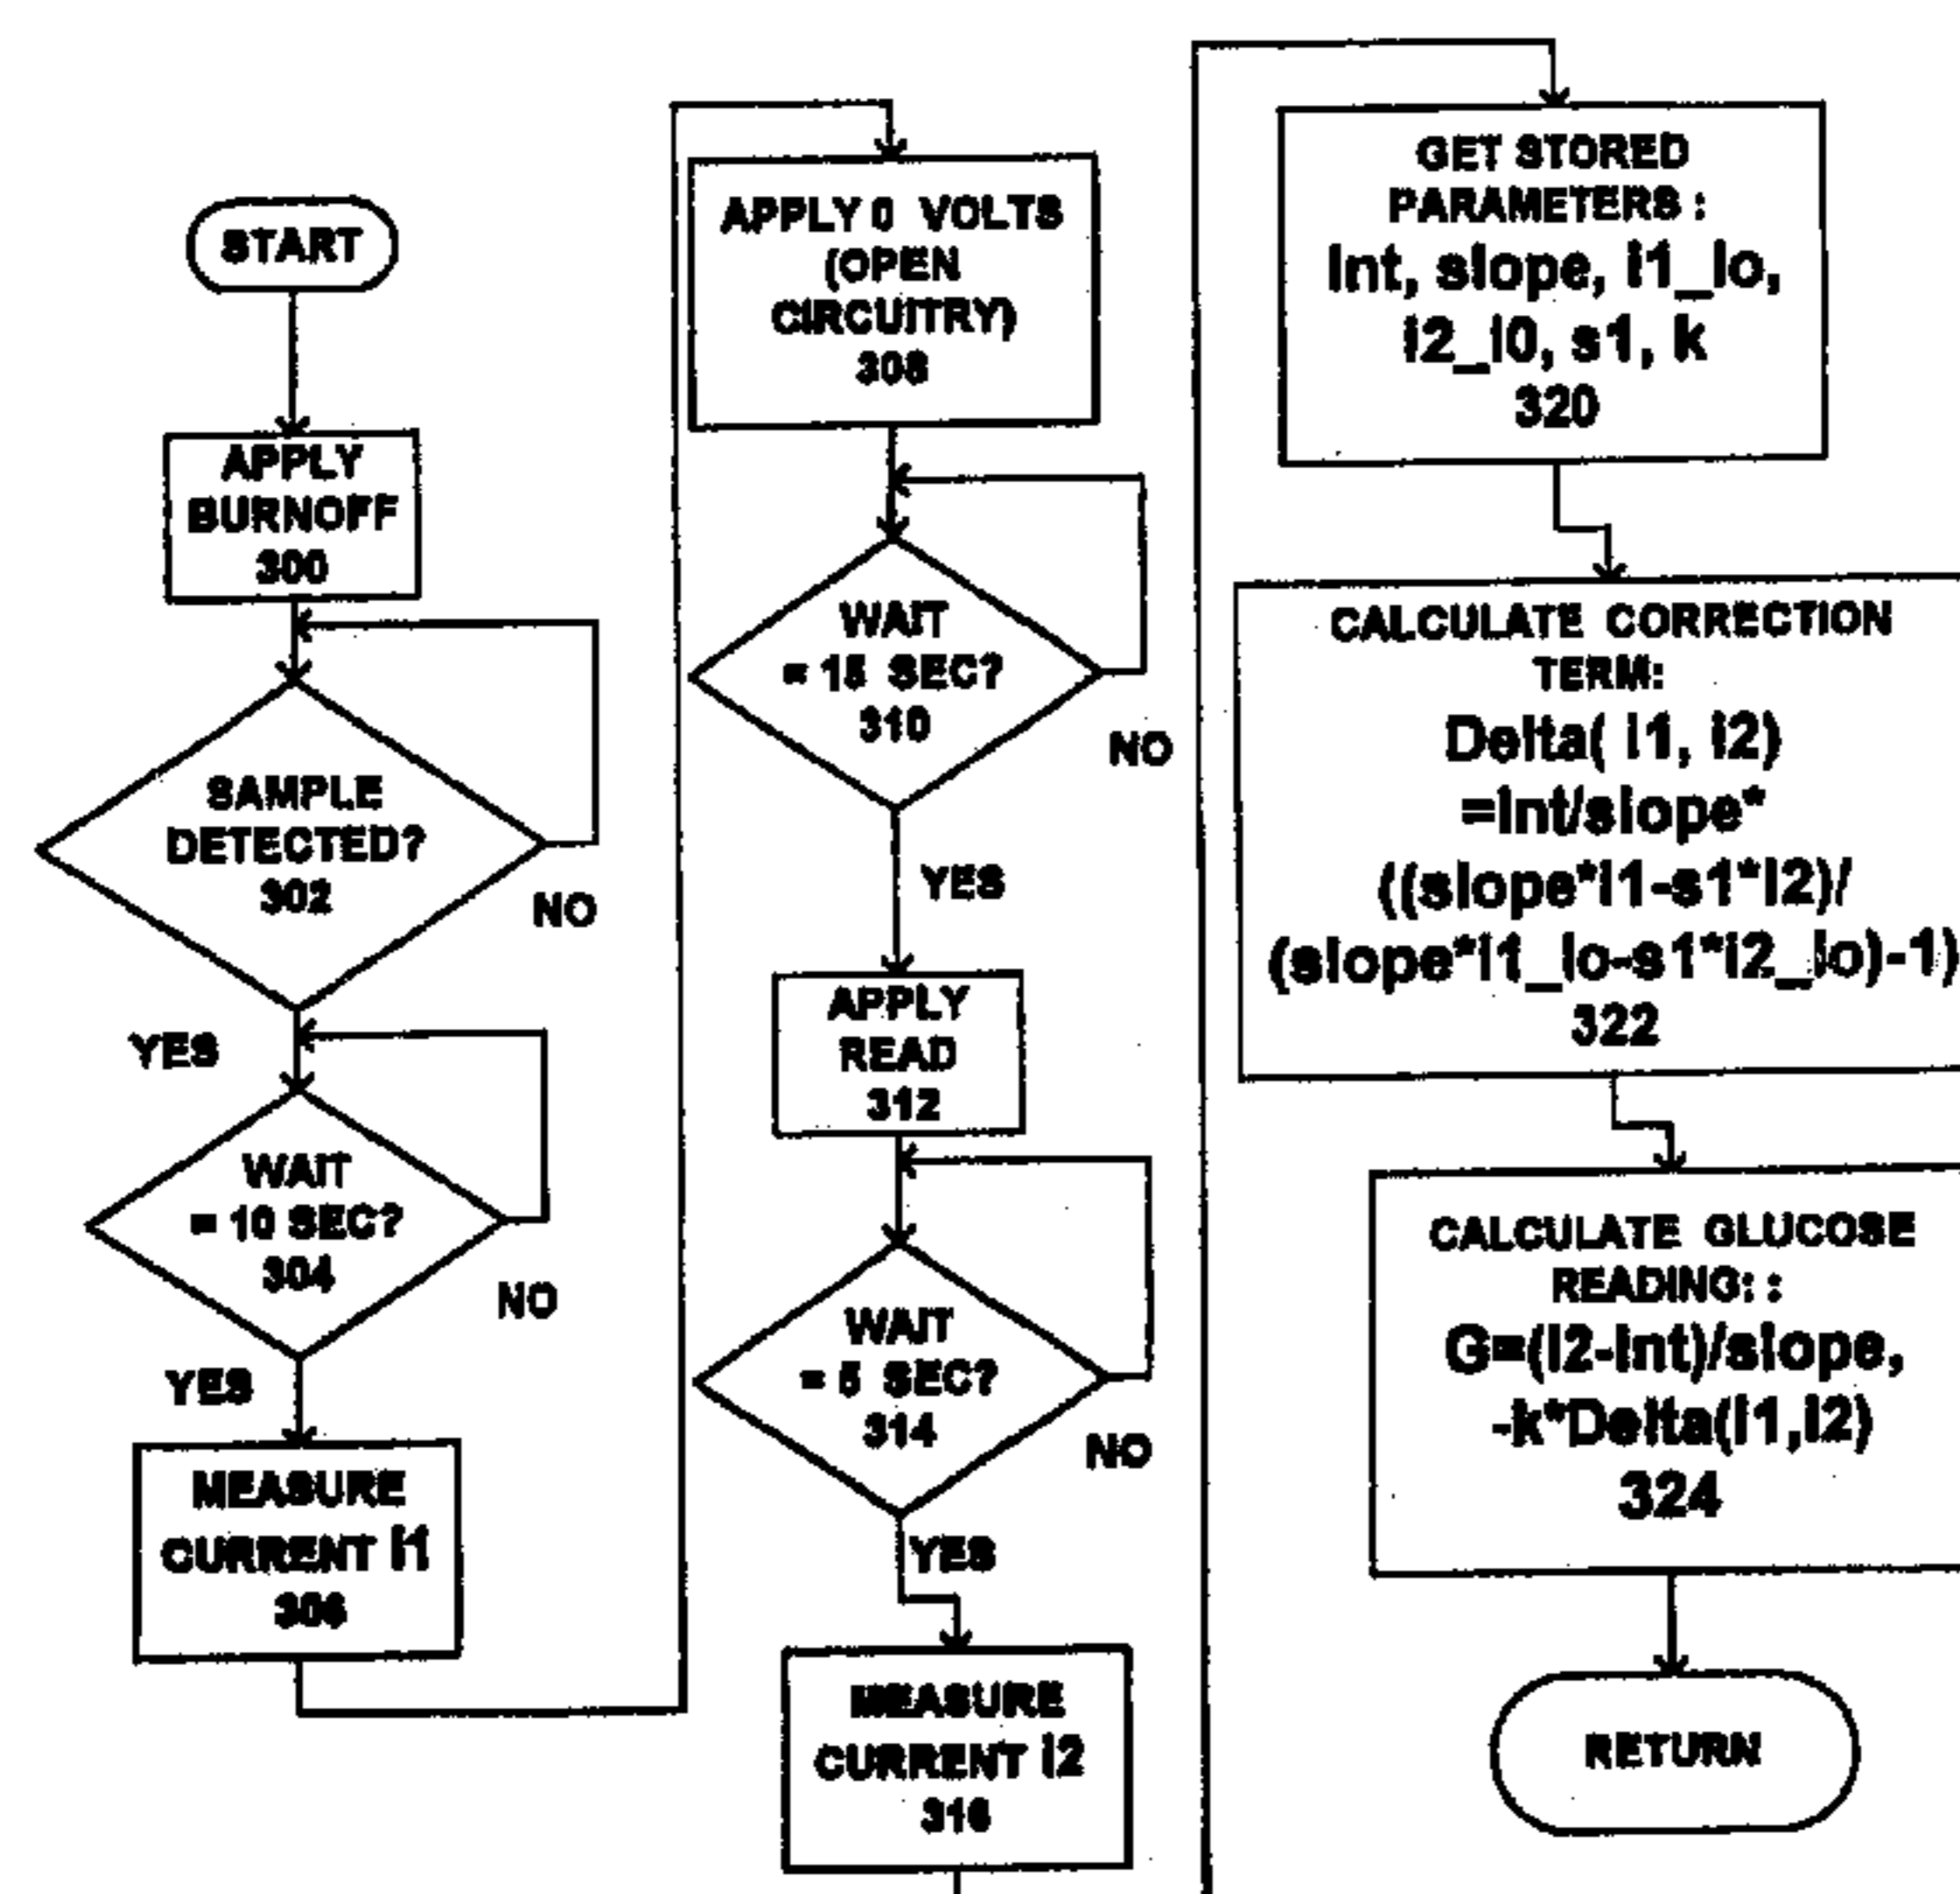 START
APPLY
BURNOFF
300
SAMPLE
DETECTED?
302
NO
YES
WAIT
= 10 SEC?
304
NO
YES
MEASURE
CURRENT i1
306
APPLY 0 VOLTS
(OPEN
CIRCUITRY)
308
WAIT
= 15 SEC?
310
NO
YES
APPLY
READ
312
WAIT
= 5 SEC?
314
NO
YES
MEASURE
CURRENT i2
316
GET STORED
PARAMETERS :
Int, slope, i1_lo,
i2_l0, s1, k
320
CALCULATE CORRECTION
TERM:
Delta( i1, i2)
=Int/slope*
((slope*i1-s1*i2)/
(slope*i1_lo-s1*i2_lo)-1)
322
CALCULATE GLUCOSE
READING: :
G=(i2-Int)/slope,
-k*Delta(i1,i2)
324
RETURN